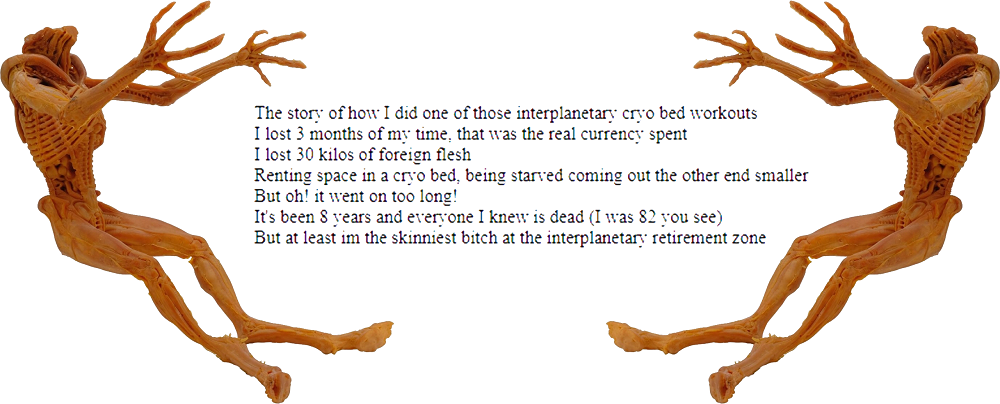 The story of how I did one of those interplanetary cryo bed workouts
I lost 3 months of my time, that was the real currency spent
I lost 30 kilos of foreign flesh
Renting space in a cryo bed, being starved coming out the other end smaller
But oh! it went on too long!
It's been 8 years and everyone I knew is dead (I was 82 you see)
But at least im the skinniest bitch at the interplanetary retirement zone